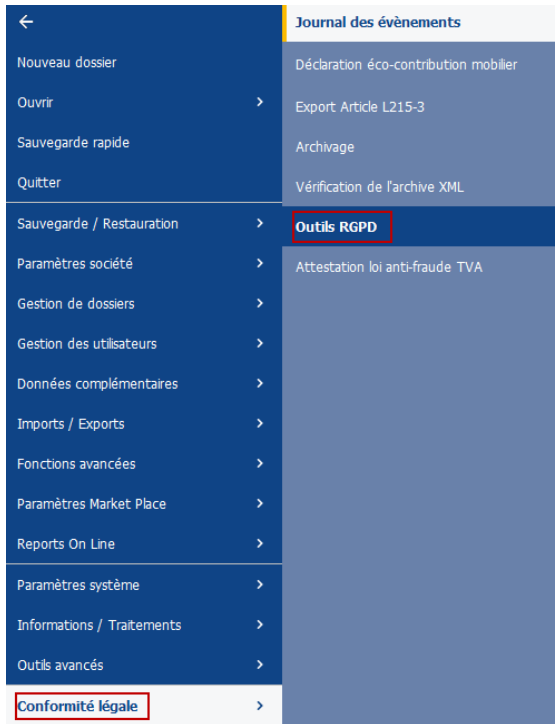 Nouveau dossier
Ouvrir
Sauvegarde rapide
Quitter
Sauvegarde / Restauration
Paramètres société
Gestion de dossiers
Gestion des utilisateurs
Données complémentaires
Imports / Exports
Fonctions avancées
Paramètres Market Place
Reports On Line
Paramètres système
Informations / Traitements
Outils avancés
Conformité légale
Journal des évènements
Déclaration éco-contribution mobilier
Export Article L215-3
Archivage
Vérification de l'archive XML
Outils RGPD
Attestation loi anti-fraude TVA